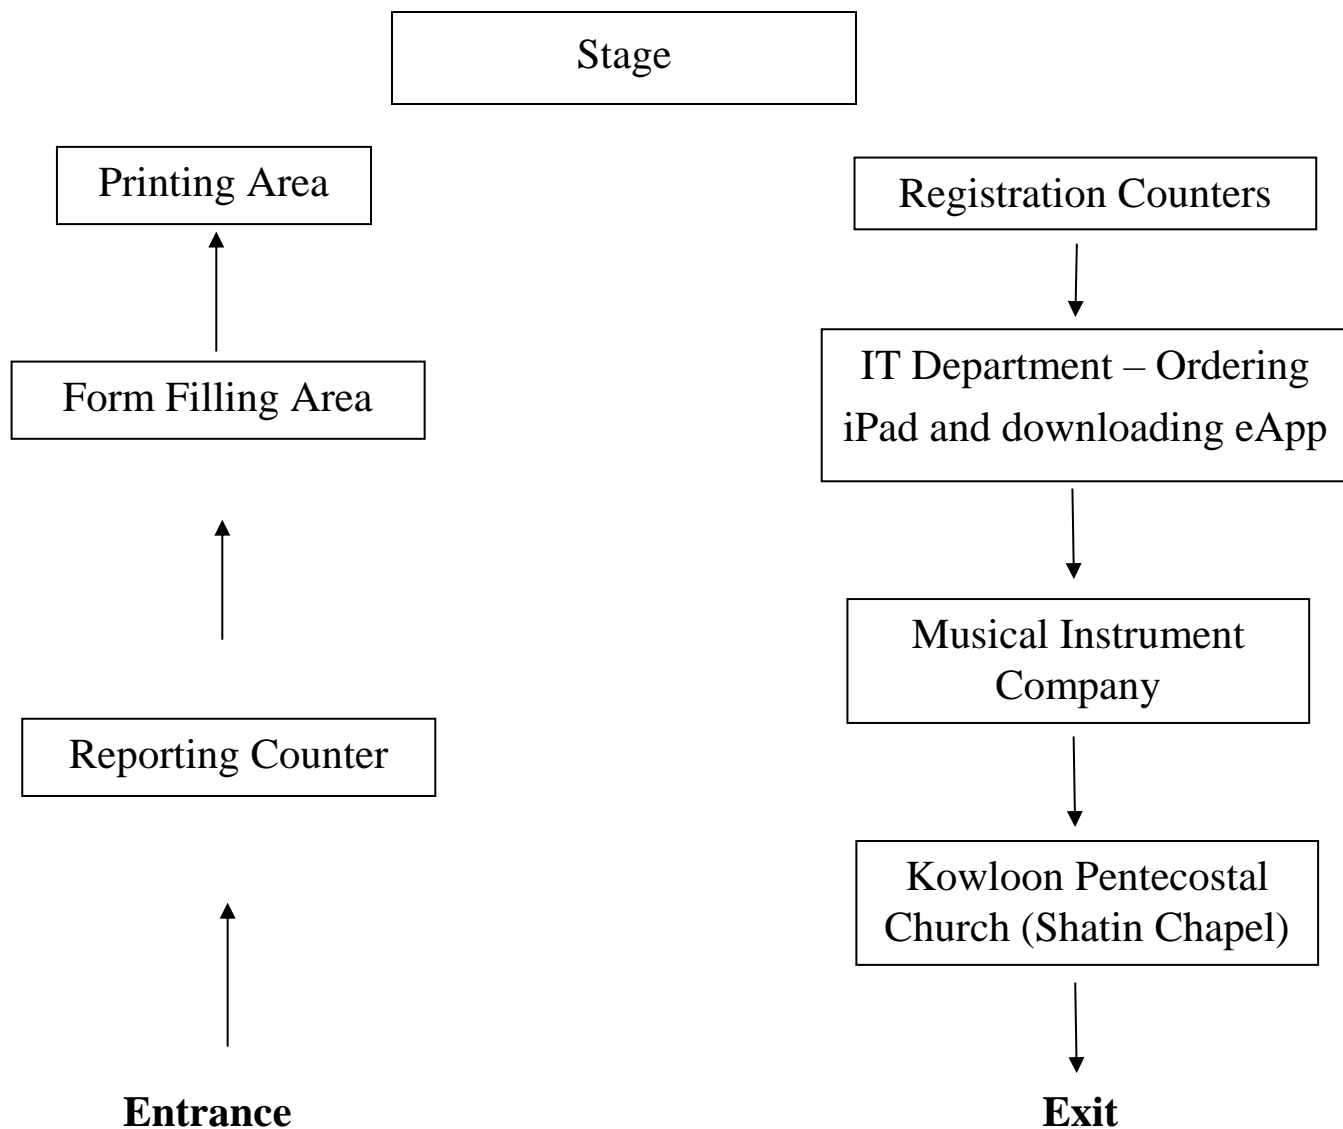 Stage
Printing Area
Registration Counters
Form Filling Area
IT Department – Ordering
iPad and downloading eApp
Musical Instrument
Company
Reporting Counter
Kowloon Pentecostal
Church (Shatin Chapel)
Entrance
Exit